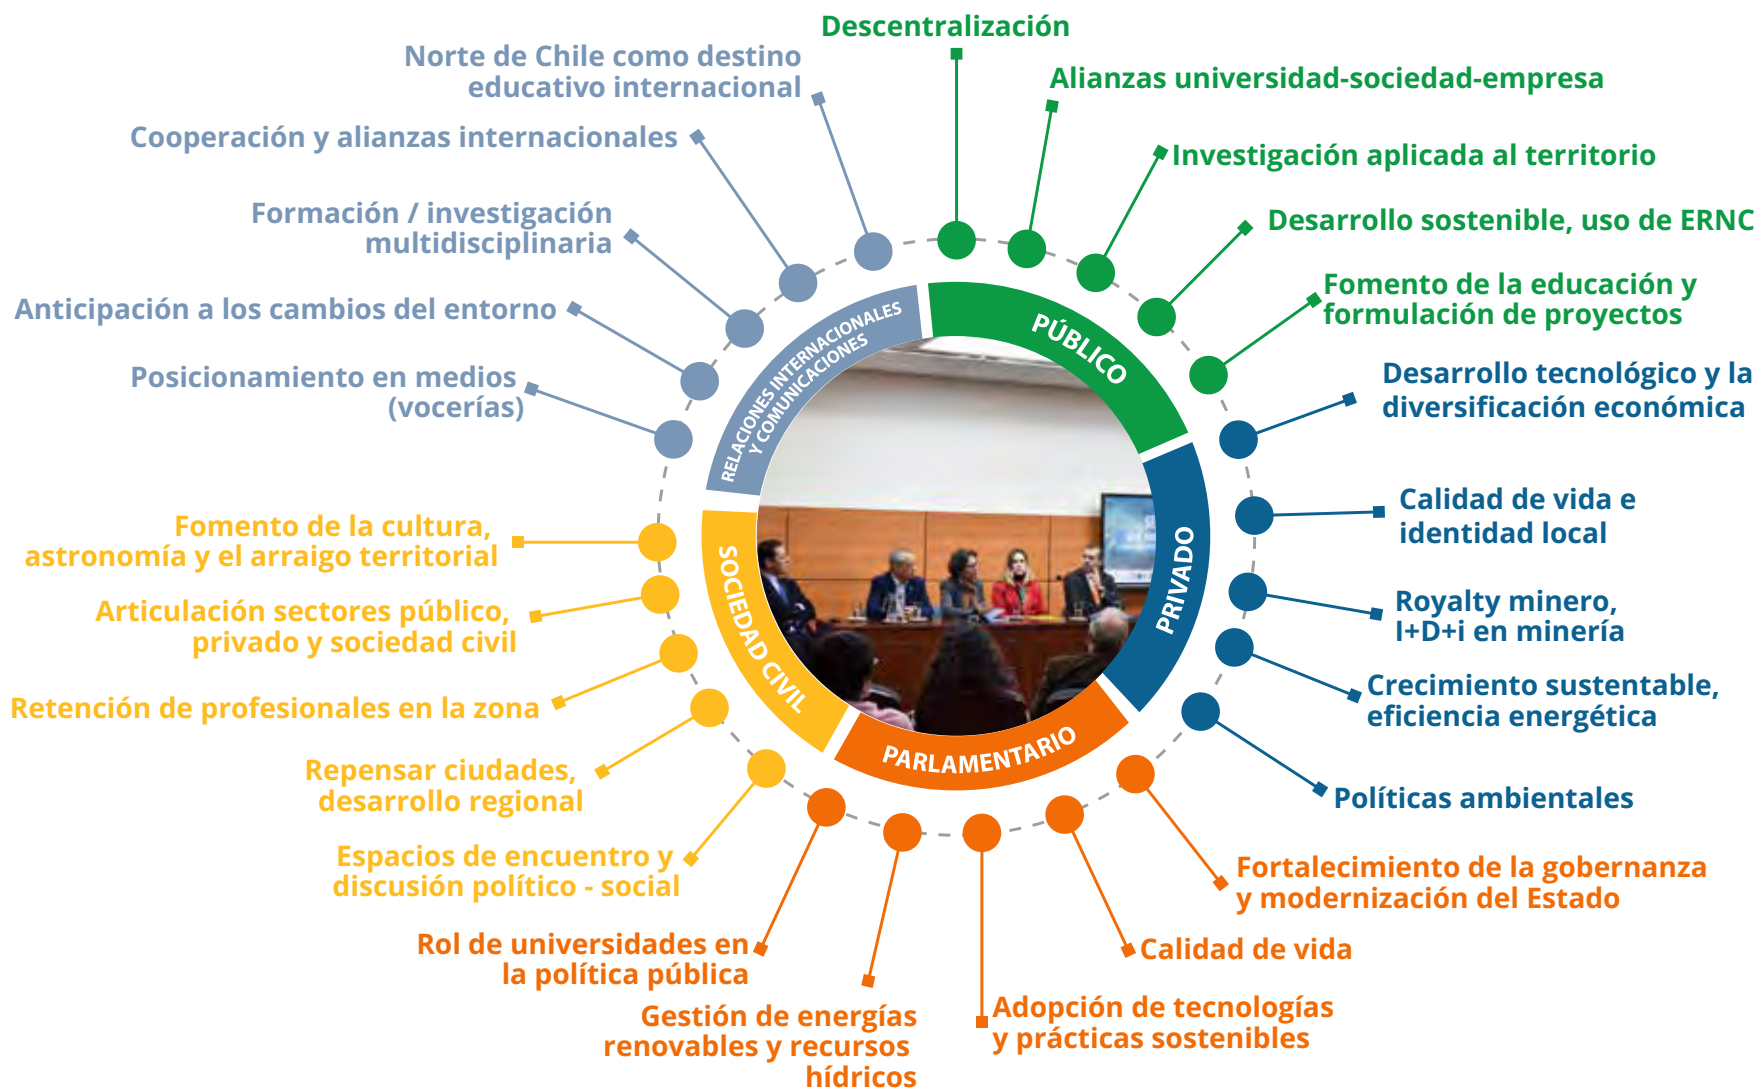 Descentralización
Alianzas universidad-sociedad-empresa
Investigación aplicada al territorio
Desarrollo sostenible, uso de ERNC
Fomento de la educación y
formulación de proyectos
Desarrollo tecnológico y la
diversificación económica
Calidad de vida e
identidad local
Royalty minero,
I+D+i en minería
Crecimiento sustentable,
eficiencia energética
Políticas ambientales
Fortalecimiento de la gobernanza
y modernización del Estado
Calidad de vida
Adopción de tecnologías
y prácticas sostenibles
Gestión de energías
renovables y recursos
hídricos
Rol de universidades en
la política pública
Espacios de encuentro y
discusión político - social
Repensar ciudades,
desarrollo regional
Retención de profesionales en la zona
Articulación sectores público,
privado y sociedad civil
Fomento de la cultura,
astronomía y el arraigo territorial
Posicionamiento en medios
(vocerías)
Anticipación a los cambios del entorno
Formación / investigación
multidisciplinaria
Cooperación y alianzas internacionales
Norte de Chile como destino
educativo internacional
PÚBLICO
PRIVADO
PARLAMENTARIO
SOCIEDAD CIVIL
RELACIONES INTERNACIONALES
Y COMUNICACIONES